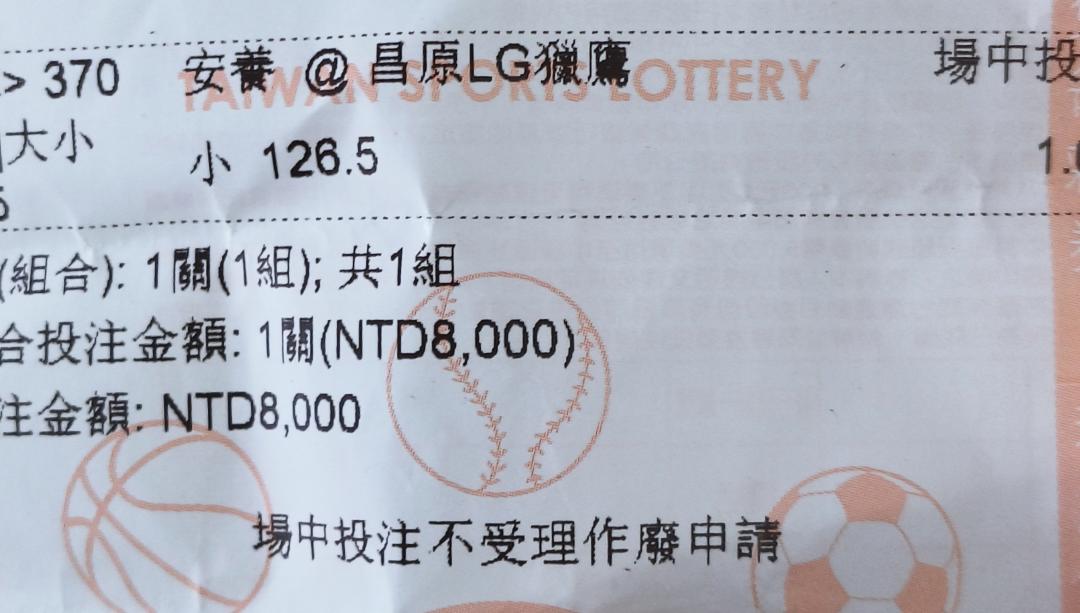 > 370 安養 @ 昌原LG獵鷹 場中投
TAIWAN SPORTS LOTTERY
大小 小 126.5 1.
5
(組合): 1關(1組); 共1組
合投注金額: 1關(NTD8,000)
注金額: NTD8,000
場中投注不受理作廢申請